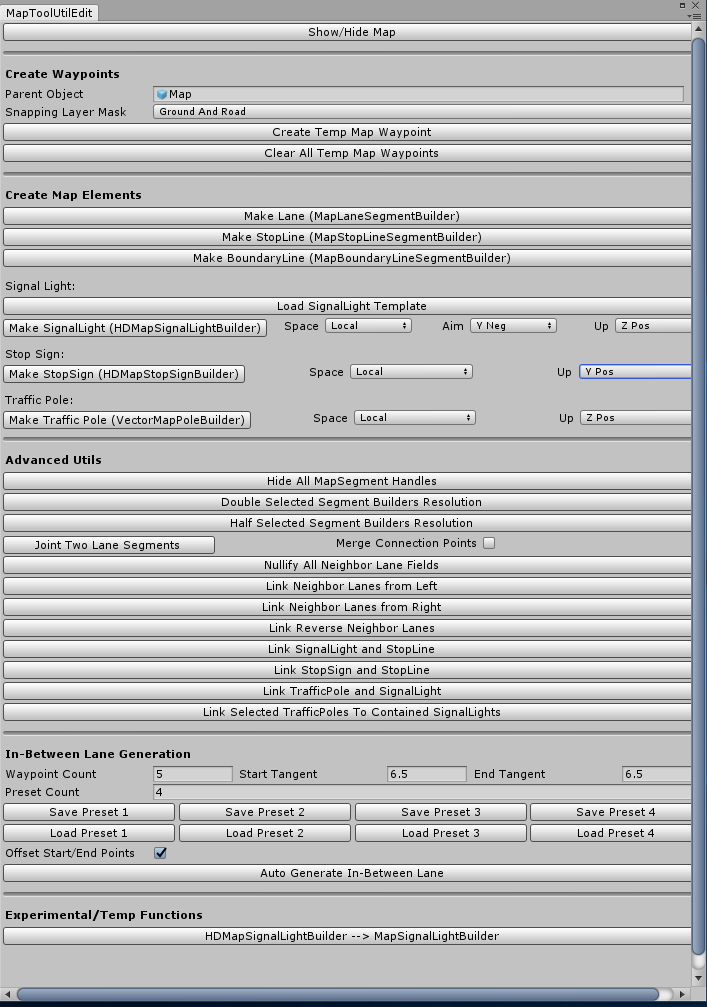 MapToolUtilEdit
Show/Hide Map
Create Waypoints
Parent Object Map
Snapping Layer Mask Ground And Road
Create Temp Map Waypoint
Clear All Temp Map Waypoints
Create Map Elements
Make Lane (MapLaneSegmentBuilder)
Make StopLine (MapStopLineSegmentBuilder)
Make BoundaryLine (MapBoundaryLineSegmentBuilder)
Signal Light:
Load SignalLight Template
Make SignalLight (HDMapSignalLightBuilder) Space Local Aim Y Neg Up Z Pos
Stop Sign:
Make StopSign (HDMapStopSignBuilder) Space Local Up Y Pos
Traffic Pole:
Make Traffic Pole (VectorMapPoleBuilder) Space Local Up Z Pos
Advanced Utils
Hide All MapSegment Handles
Double Selected Segment Builders Resolution
Half Selected Segment Builders Resolution
Joint Two Lane Segments Merge Connection Points
Nullify All Neighbor Lane Fields
Link Neighbor Lanes from Left
Link Neighbor Lanes from Right
Link Reverse Neighbor Lanes
Link SignalLight and StopLine
Link StopSign and StopLine
Link TrafficPole and SignalLight
Link Selected TrafficPoles To Contained SignalLights
In-Between Lane Generation
Waypoint Count 5 Start Tangent 6.5 End Tangent 6.5
Preset Count 4
Save Preset 1 Save Preset 2 Save Preset 3 Save Preset 4
Load Preset 1 Load Preset 2 Load Preset 3 Load Preset 4
Offset Start/End Points
Auto Generate In-Between Lane
Experimental/Temp Functions
HDMapSignalLightBuilder --> MapSignalLightBuilder